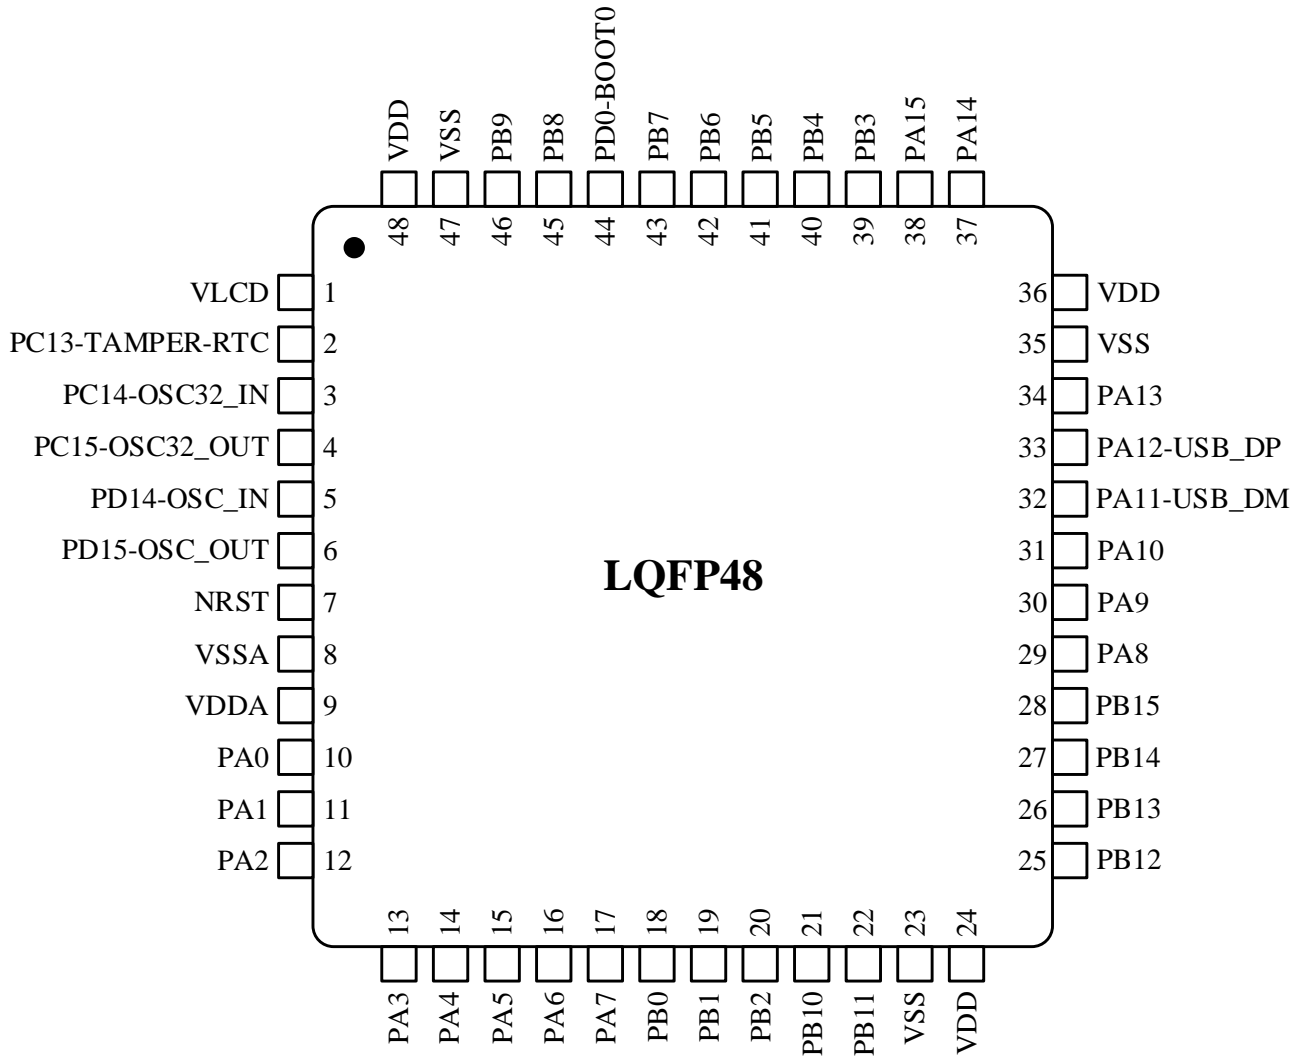 VDD VSS PB9 PB8 PD0-BOOT0 PB7 PB6 PB5 PB4 PB3 PA15 PA14
48 47 46 45 44 43 42 41 40 39 38 37
VLCD 1 36 VDD
PC13-TAMPER-RTC 2 35 VSS
PC14-OSC32_IN 3 34 PA13
PC15-OSC32_OUT 4 33 PA12-USB_DP
PD14-OSC_IN 5 32 PA11-USB_DM
PD15-OSC_OUT 6 31 PA10
LQFP48
NRST 7 30 PA9
VSSA 8 29 PA8
VDDA 9 28 PB15
PA0 10 27 PB14
PA1 11 26 PB13
PA2 12 25 PB12
13 14 15 16 17 18 19 20 21 22 23 24
PA3 PA4 PA5 PA6 PA7 PB0 PB1 PB2 PB10 PB11 VSS VDD